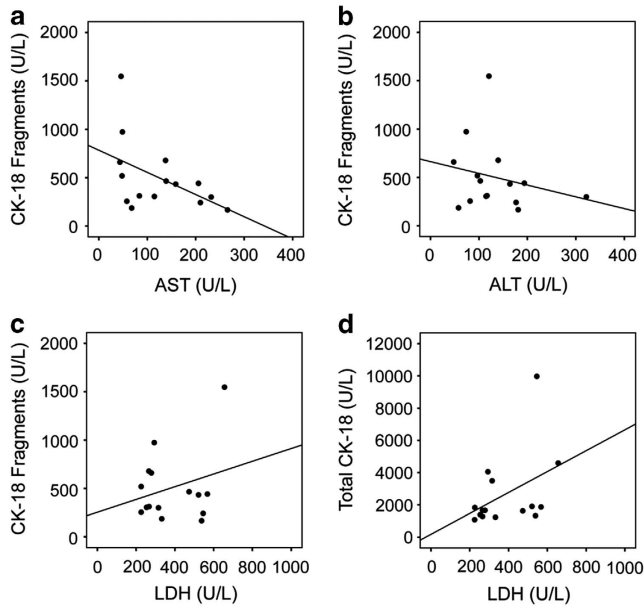 a
CK-18 Fragments (U/L)
2000
1500
1000
500
0
0 100 200 300 400
AST (U/L)
b
CK-18 Fragments (U/L)
2000
1500
1000
500
0
0 100 200 300 400
ALT (U/L)
c
CK-18 Fragments (U/L)
2000
1500
1000
500
0
0 200 400 600 800 1000
LDH (U/L)
d
Total CK-18 (U/L)
12000
10000
8000
6000
4000
2000
0
0 200 400 600 800 1000
LDH (U/L)